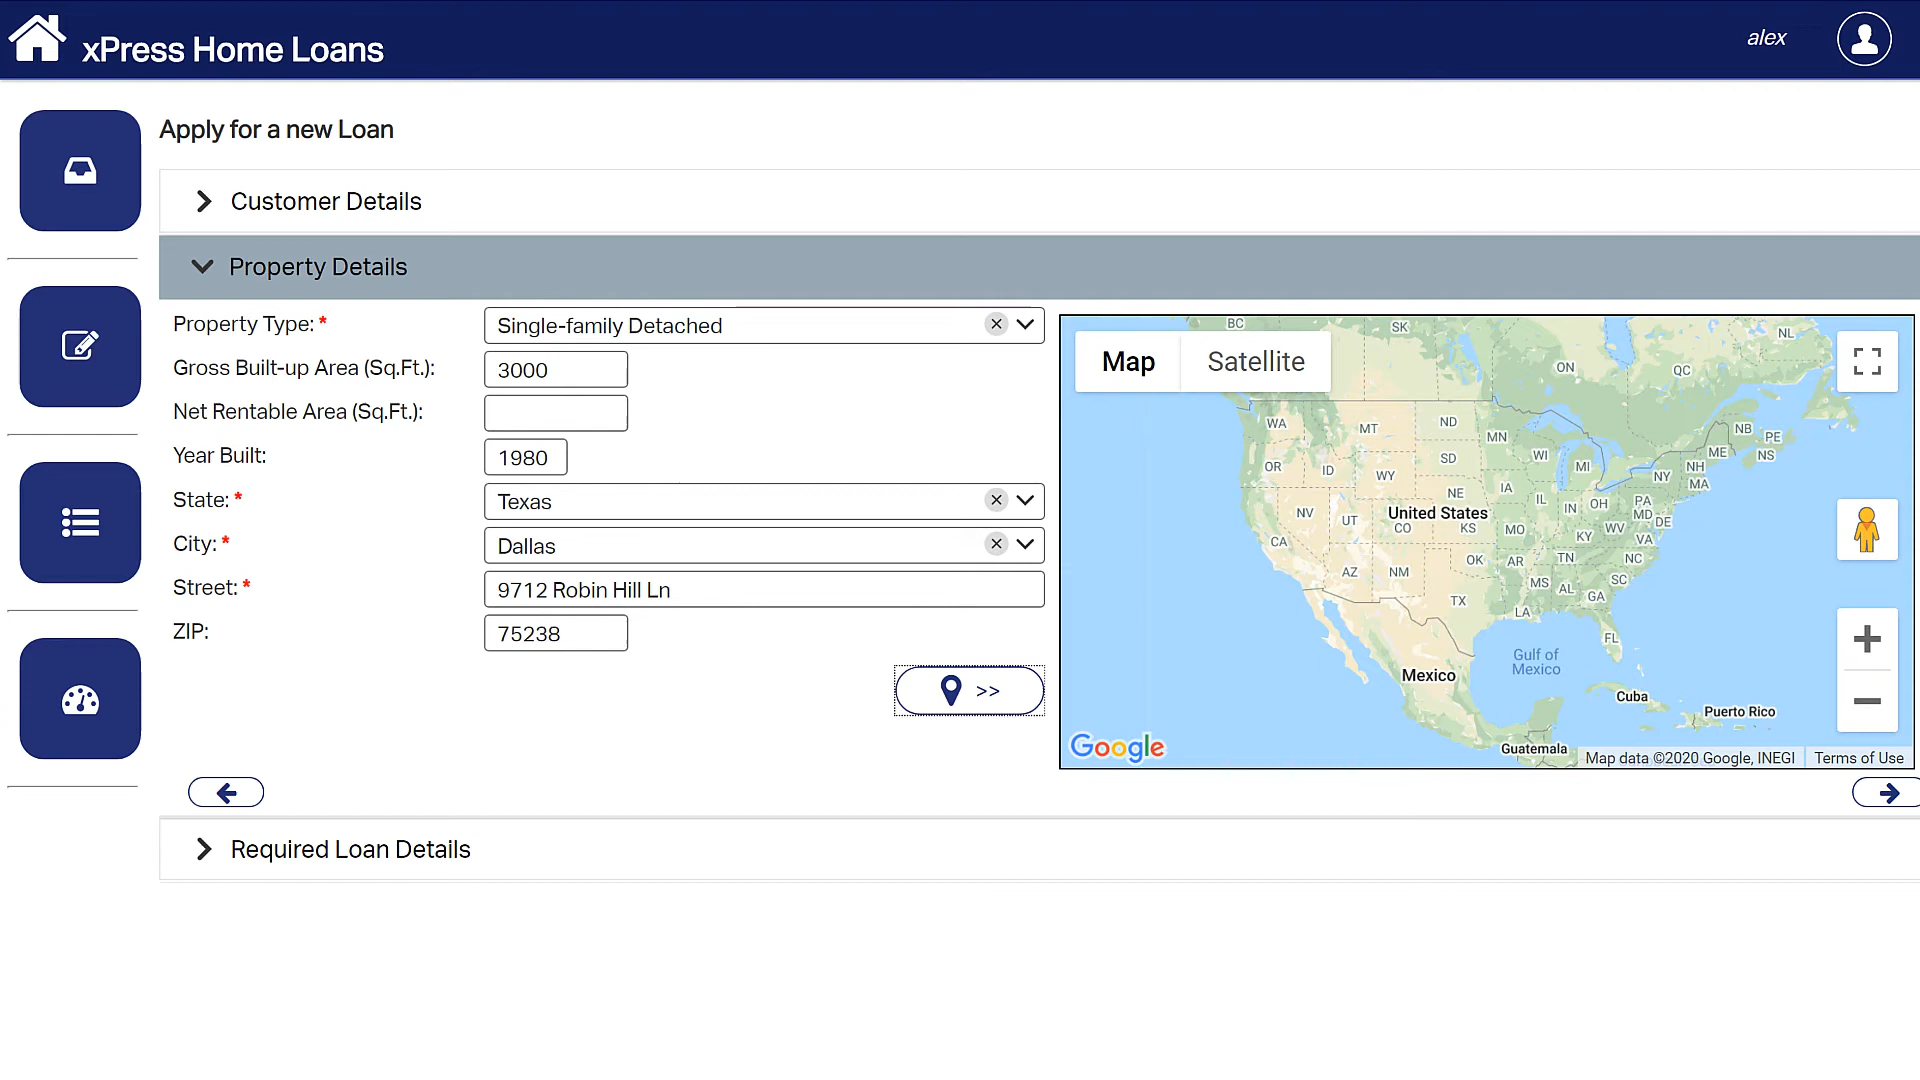 xPress Home Loans
alex
Apply for a new Loan
Customer Details
Property Details
Property Type: *
Single-family Detached
Gross Built-up Area (Sq.Ft.):
3000
Net Rentable Area (Sq.Ft.):
Year Built:
1980
State: *
Texas
City: *
Dallas
Street: *
9712 Robin Hill Ln
ZIP:
75238
>>
Map
Satellite
BC
SK
NL
ON
QC
WA
MT
ND
MN
NB
PE
NS
ME
OR
ID
WY
SD
WI
MI
NH
NY
MA
NV
UT
NE
IA
IL
IN
OH
PA
MD
DE
United States
CO
KS
MO
KY
WV
VA
CA
AZ
NM
OK
AR
TN
NC
MS
AL
SC
GA
TX
LA
FL
Gulf of
Mexico
Mexico
Cuba
Puerto Rico
Guatemala
Google
Map data ©2020 Google, INEGI
Terms of Use
Required Loan Details